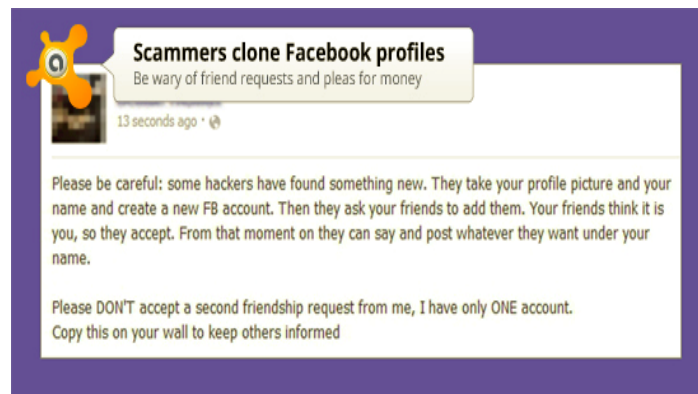 Scammers clone Facebook profiles
Be wary of friend requests and pleas for money
13 seconds ago ·
Please be careful: some hackers have found something new. They take your profile picture and your
name and create a new FB account. Then they ask your friends to add them. Your friends think it is
you, so they accept. From that moment on they can say and post whatever they want under your
name.
Please DON'T accept a second friendship request from me, I have only ONE account.
Copy this on your wall to keep others informed